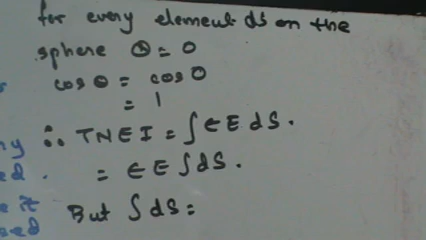 for every element ds on the
sphere θ = 0
cos θ = cos 0
= 1
∴ TNEI = ∫ ϵ E ds.
= ϵ E ∫ ds.
But ∫ ds =